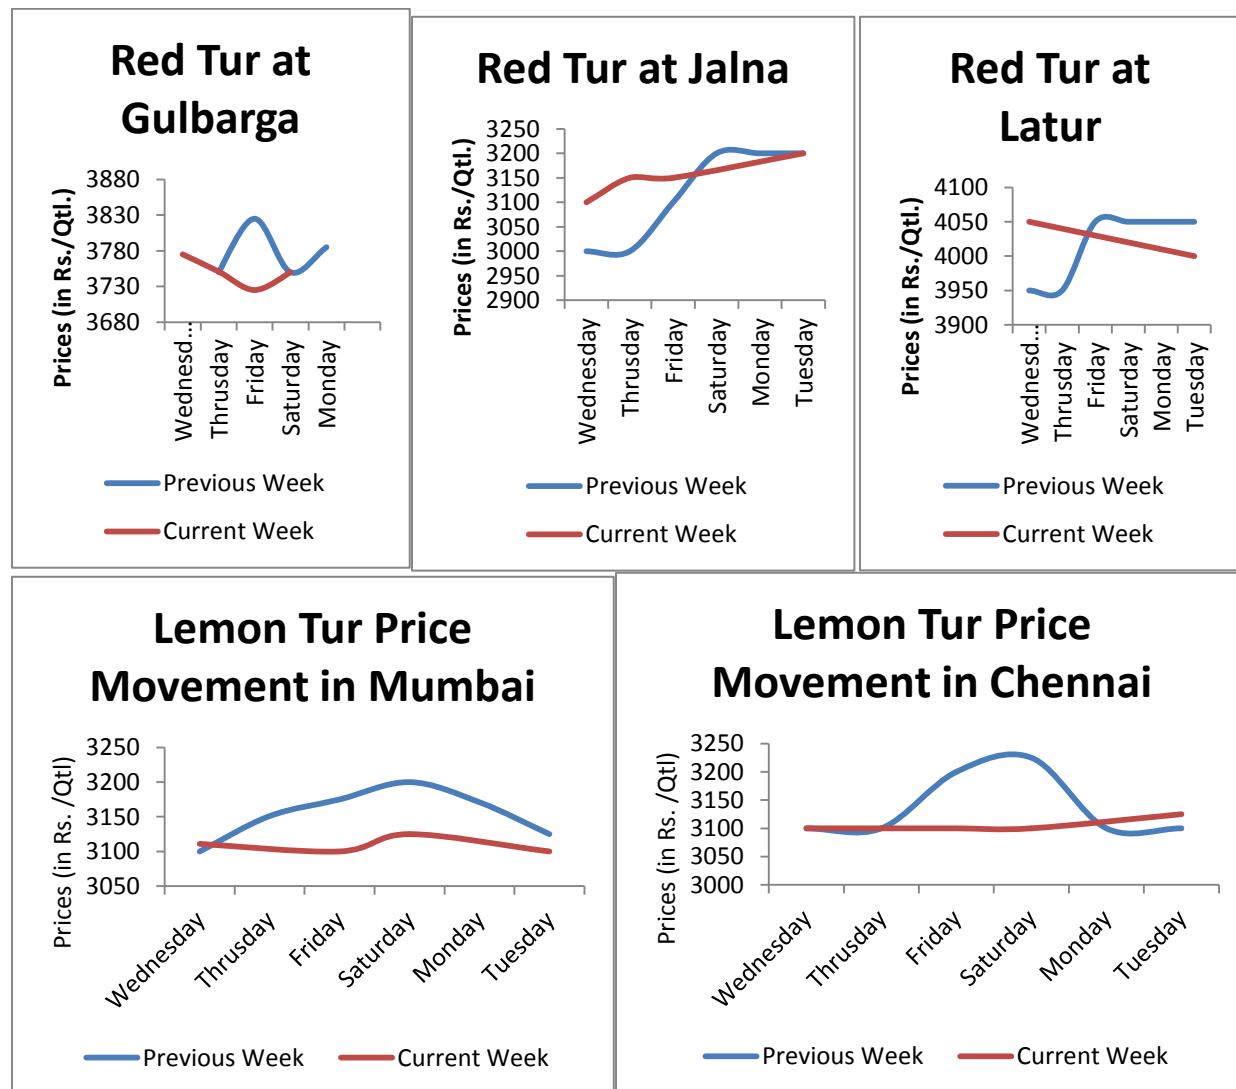 Red Tur at
Gulbarga
Prices (in Rs./Qtl.)
3880
3830
3780
3730
3680
Wednesd...
Thrusday
Friday
Saturday
Monday
Previous Week
Current Week
Red Tur at Jalna
Prices (in Rs./Qtl.)
3250
3200
3150
3100
3050
3000
2950
2900
Wednesday
Thrusday
Friday
Saturday
Monday
Tuesday
Previous Week
Current Week
Red Tur at
Latur
Prices (in Rs./Qtl.)
4100
4050
4000
3950
3900
Wednesd...
Thrusday
Friday
Saturday
Monday
Tuesday
Previous Week
Current Week
Lemon Tur Price
Movement in Mumbai
Prices (in Rs. /Qtl)
3250
3200
3150
3100
3050
Wednesday
Thrusday
Friday
Saturday
Monday
Tuesday
Previous Week
Current Week
Lemon Tur Price
Movement in Chennai
Prices (in Rs. /Qtl)
3250
3200
3150
3100
3050
3000
Wednesday
Thrusday
Friday
Saturday
Monday
Tuesday
Previous Week
Current Week